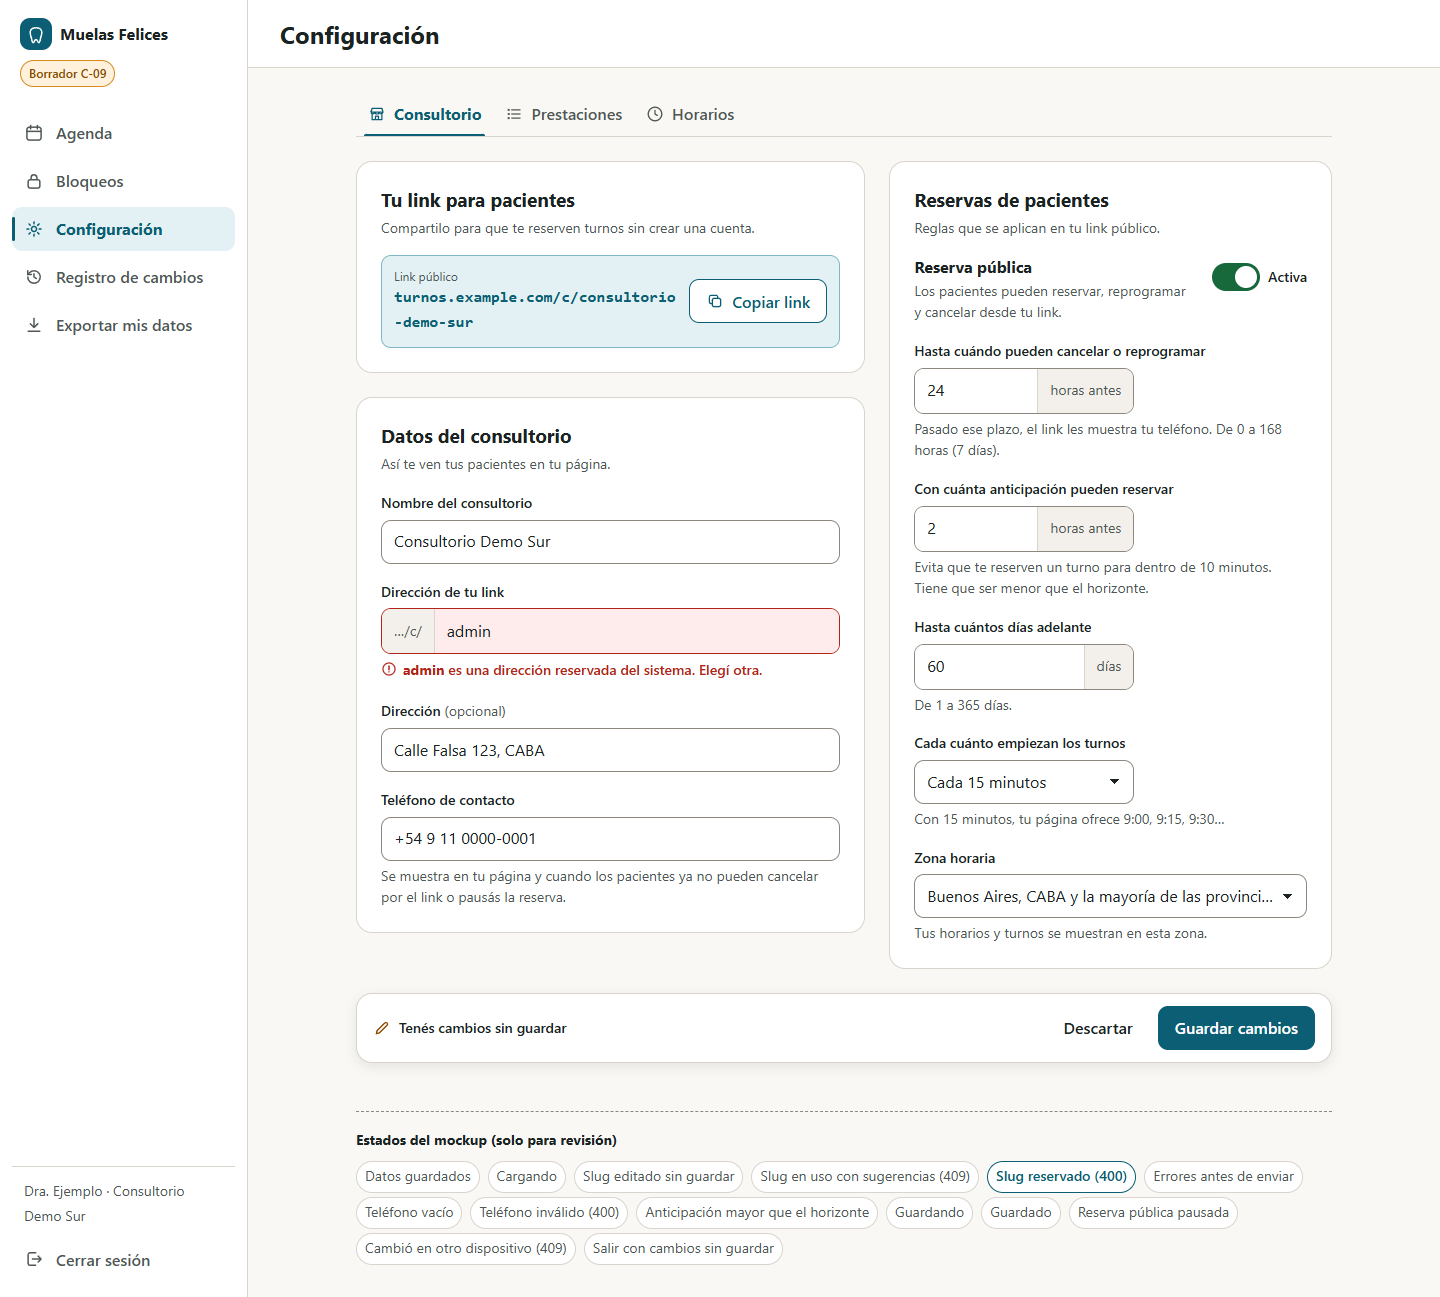 Muelas Felices
Borrador C-09
Agenda
Bloqueos
Configuración
Registro de cambios
Exportar mis datos
Dra. Ejemplo · Consultorio
Demo Sur
Cerrar sesión
Configuración
Consultorio
Prestaciones
Horarios
Tu link para pacientes
Compartilo para que te reserven turnos sin crear una cuenta.
Link público
turnos.example.com/c/consultorio
-demo-sur
Copiar link
Datos del consultorio
Así te ven tus pacientes en tu página.
Nombre del consultorio
Consultorio Demo Sur
Dirección de tu link
.../c/ admin
admin es una dirección reservada del sistema. Elegí otra.
Dirección (opcional)
Calle Falsa 123, CABA
Teléfono de contacto
+54 9 11 0000-0001
Se muestra en tu página y cuando los pacientes ya no pueden cancelar
por el link o pausás la reserva.
Reservas de pacientes
Reglas que se aplican en tu link público.
Reserva pública
Los pacientes pueden reservar, reprogramar
y cancelar desde tu link.
Activa
Hasta cuándo pueden cancelar o reprogramar
24 horas antes
Pasado ese plazo, el link les muestra tu teléfono. De 0 a 168
horas (7 días).
Con cuánta anticipación pueden reservar
2 horas antes
Evita que te reserven un turno para dentro de 10 minutos.
Tiene que ser menor que el horizonte.
Hasta cuántos días adelante
60 días
De 1 a 365 días.
Cada cuánto empiezan los turnos
Cada 15 minutos
Con 15 minutos, tu página ofrece 9:00, 9:15, 9:30...
Zona horaria
Buenos Aires, CABA y la mayoría de las provinci...
Tus horarios y turnos se muestran en esta zona.
Tenés cambios sin guardar
Descartar
Guardar cambios
Estados del mockup (solo para revisión)
Datos guardados
Cargando
Slug editado sin guardar
Slug en uso con sugerencias (409)
Slug reservado (400)
Errores antes de enviar
Teléfono vacío
Teléfono inválido (400)
Anticipación mayor que el horizonte
Guardando
Guardado
Reserva pública pausada
Cambió en otro dispositivo (409)
Salir con cambios sin guardar